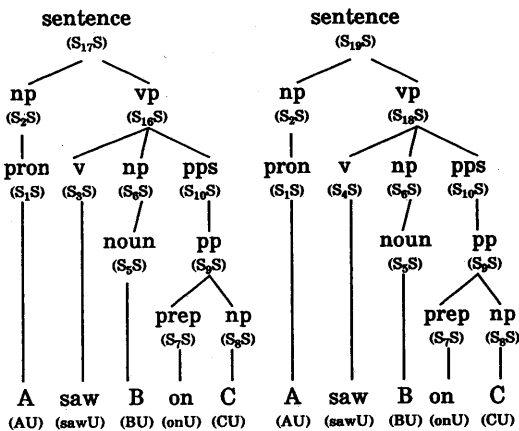 sentence sentence
(S₁₇S) (S₁₉S)
np vp np vp
(S₂S) (S₁₆S) (S₂S) (S₁₈S)
pron v np pps pron v np pps
(S₁S) (S₃S) (S₆S) (S₁₀S) (S₁S) (S₄S) (S₆S) (S₁₀S)
noun pp noun pp
(S₅S) (S₉S) (S₅S) (S₉S)
prep np prep np
(S₇S) (S₈S) (S₇S) (S₈S)
A saw B on C A saw B on C
(AU) (sawU) (BU) (onU) (CU) (AU) (sawU) (BU) (onU) (CU)